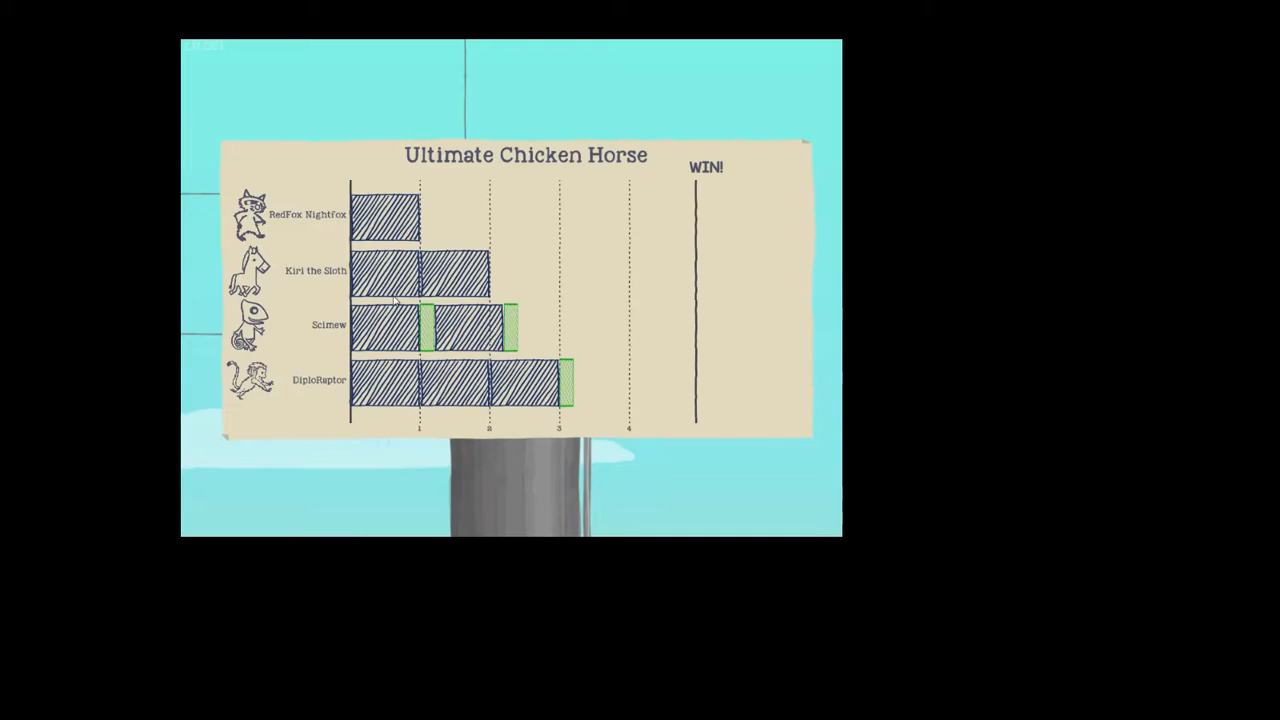 Ultimate Chicken Horse
WIN!
RedFox Nightfox
Kiri the Sloth
Scimew
DiploRaptor
1 2 3 4